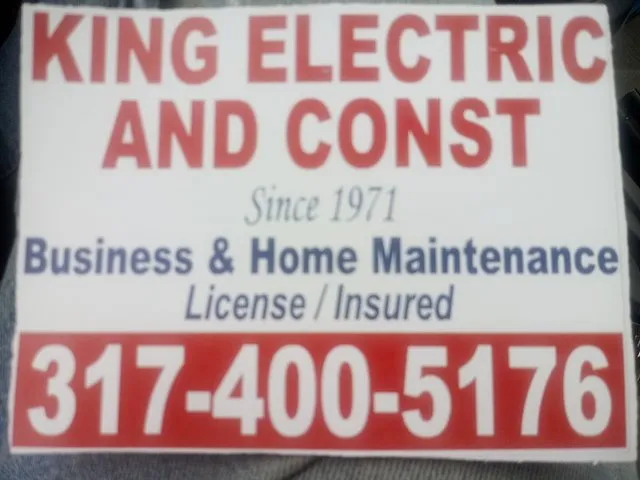 KING ELECTRIC
AND CONST
Since 1971
Business & Home Maintenance
License / Insured
317-400-5176